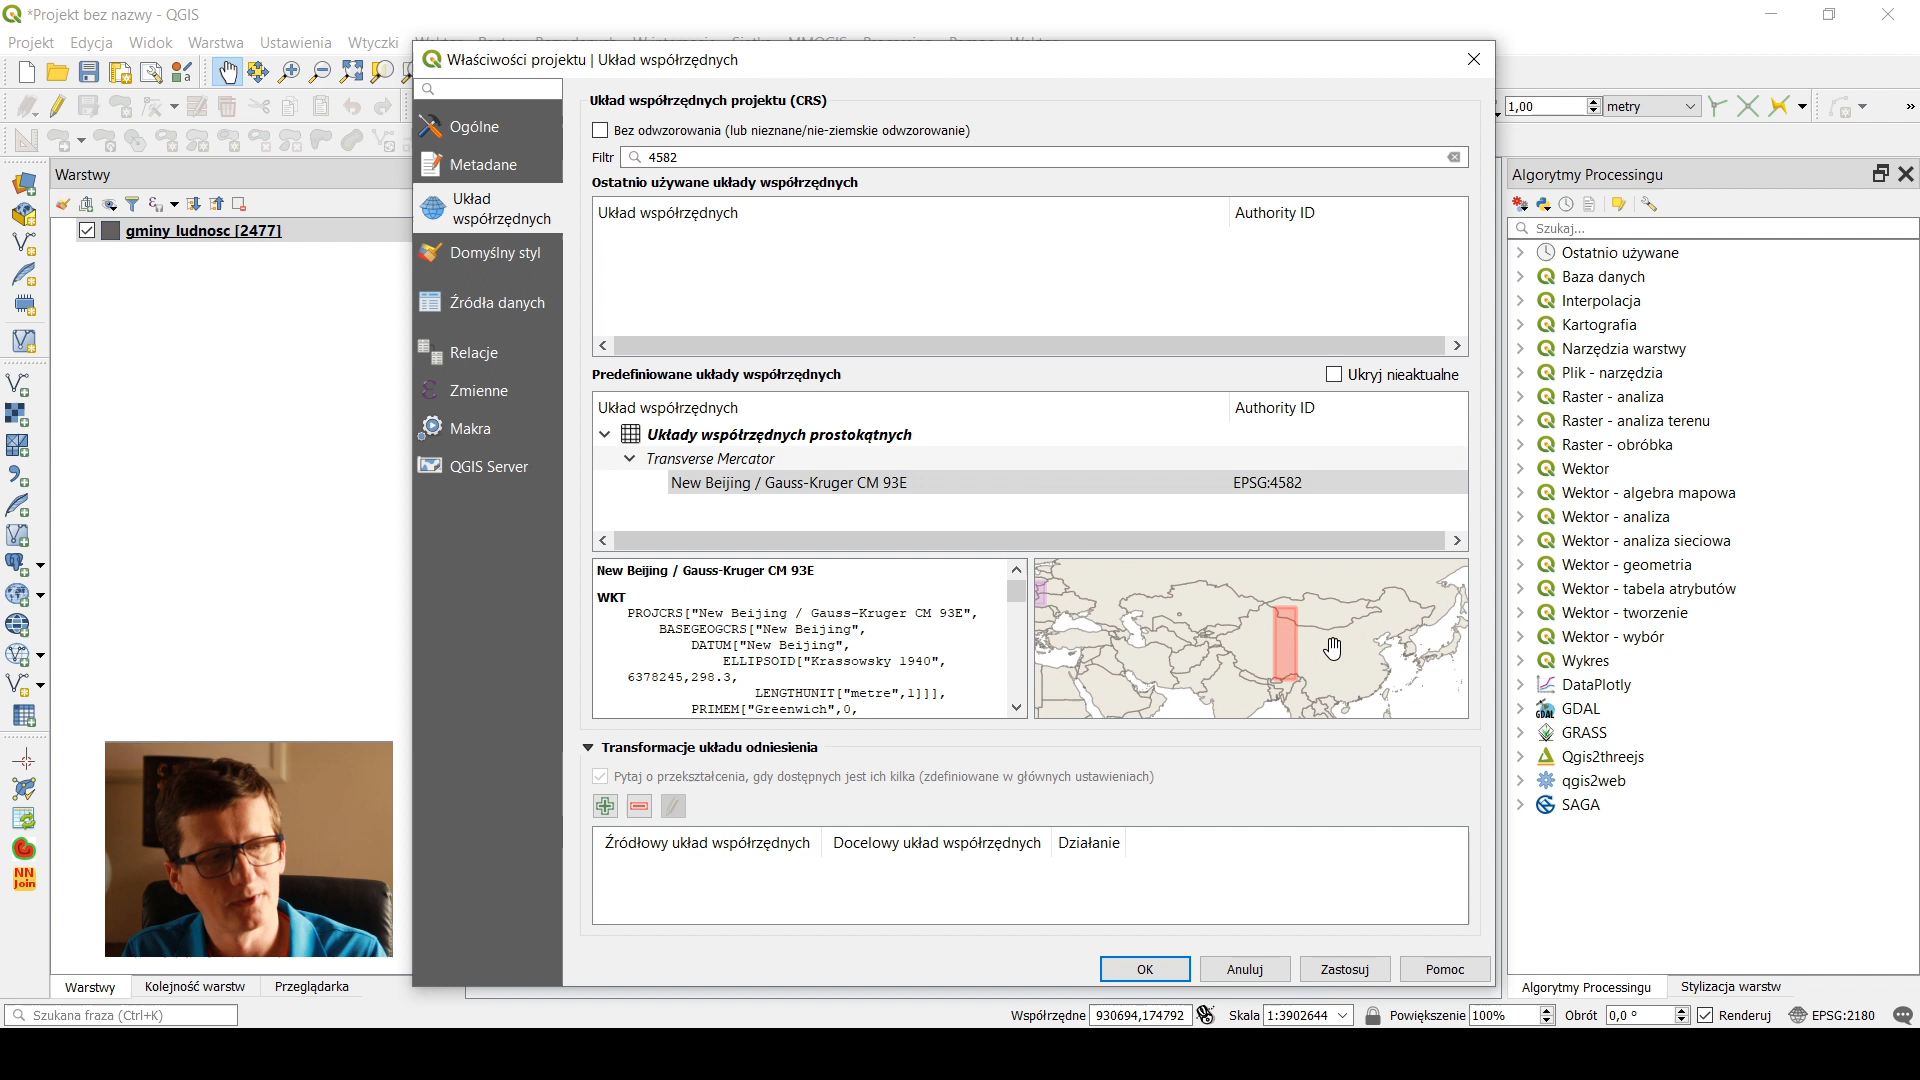 *Projekt bez nazwy - QGIS
Projekt Edycja Widok Warstwa Ustawienia Wtyczki
Właściwości projektu | Układ współrzędnych
1,00 metry
Ogólne
Metadane
Układ
współrzędnych
Domyślny styl
Źródła danych
Relacje
Zmienne
Makra
QGIS Server
Układ współrzędnych projektu (CRS)
Bez odwzorowania (lub nieznane/nie-ziemskie odwzorowanie)
Filtr 4582
Ostatnio używane układy współrzędnych
Układ współrzędnych Authority ID
Predefiniowane układy współrzędnych Ukryj nieaktualne
Układ współrzędnych Authority ID
Układy współrzędnych prostokątnych
Transverse Mercator
New Beijing / Gauss-Kruger CM 93E EPSG:4582
New Beijing / Gauss-Kruger CM 93E
WKT
PROJCRS["New Beijing / Gauss-Kruger CM 93E",
BASEGEOGCRS["New Beijing",
DATUM["New Beijing",
ELLIPSOID["Krassowsky 1940",
6378245,298.3,
LENGTHUNIT["metre",1]]],
PRIMEM["Greenwich",0,
Transformacje układu odniesienia
Pytaj o przekształcenia, gdy dostępnych jest ich kilka (zdefiniowane w głównych ustawieniach)
Źródłowy układ współrzędnych Docelowy układ współrzędnych Działanie
OK Anuluj Zastosuj Pomoc
Warstwy
gminy_ludnosc [2477]
NN
Join
Warstwy Kolejność warstw Przeglądarka
Algorytmy Processingu
Szukaj...
Ostatnio używane
Baza danych
Interpolacja
Kartografia
Narzędzia warstwy
Plik - narzędzia
Raster - analiza
Raster - analiza terenu
Raster - obróbka
Wektor
Wektor - algebra mapowa
Wektor - analiza
Wektor - analiza sieciowa
Wektor - geometria
Wektor - tabela atrybutów
Wektor - tworzenie
Wektor - wybór
Wykres
DataPlotly
GDAL
GRASS
Qgis2threejs
qgis2web
SAGA
Algorytmy Processingu Stylizacja warstw
Szukana fraza (Ctrl+K) Współrzędne 930694,174792 Skala 1:3902644 Powiększenie 100% Obrót 0,0 ° Renderuj EPSG:2180